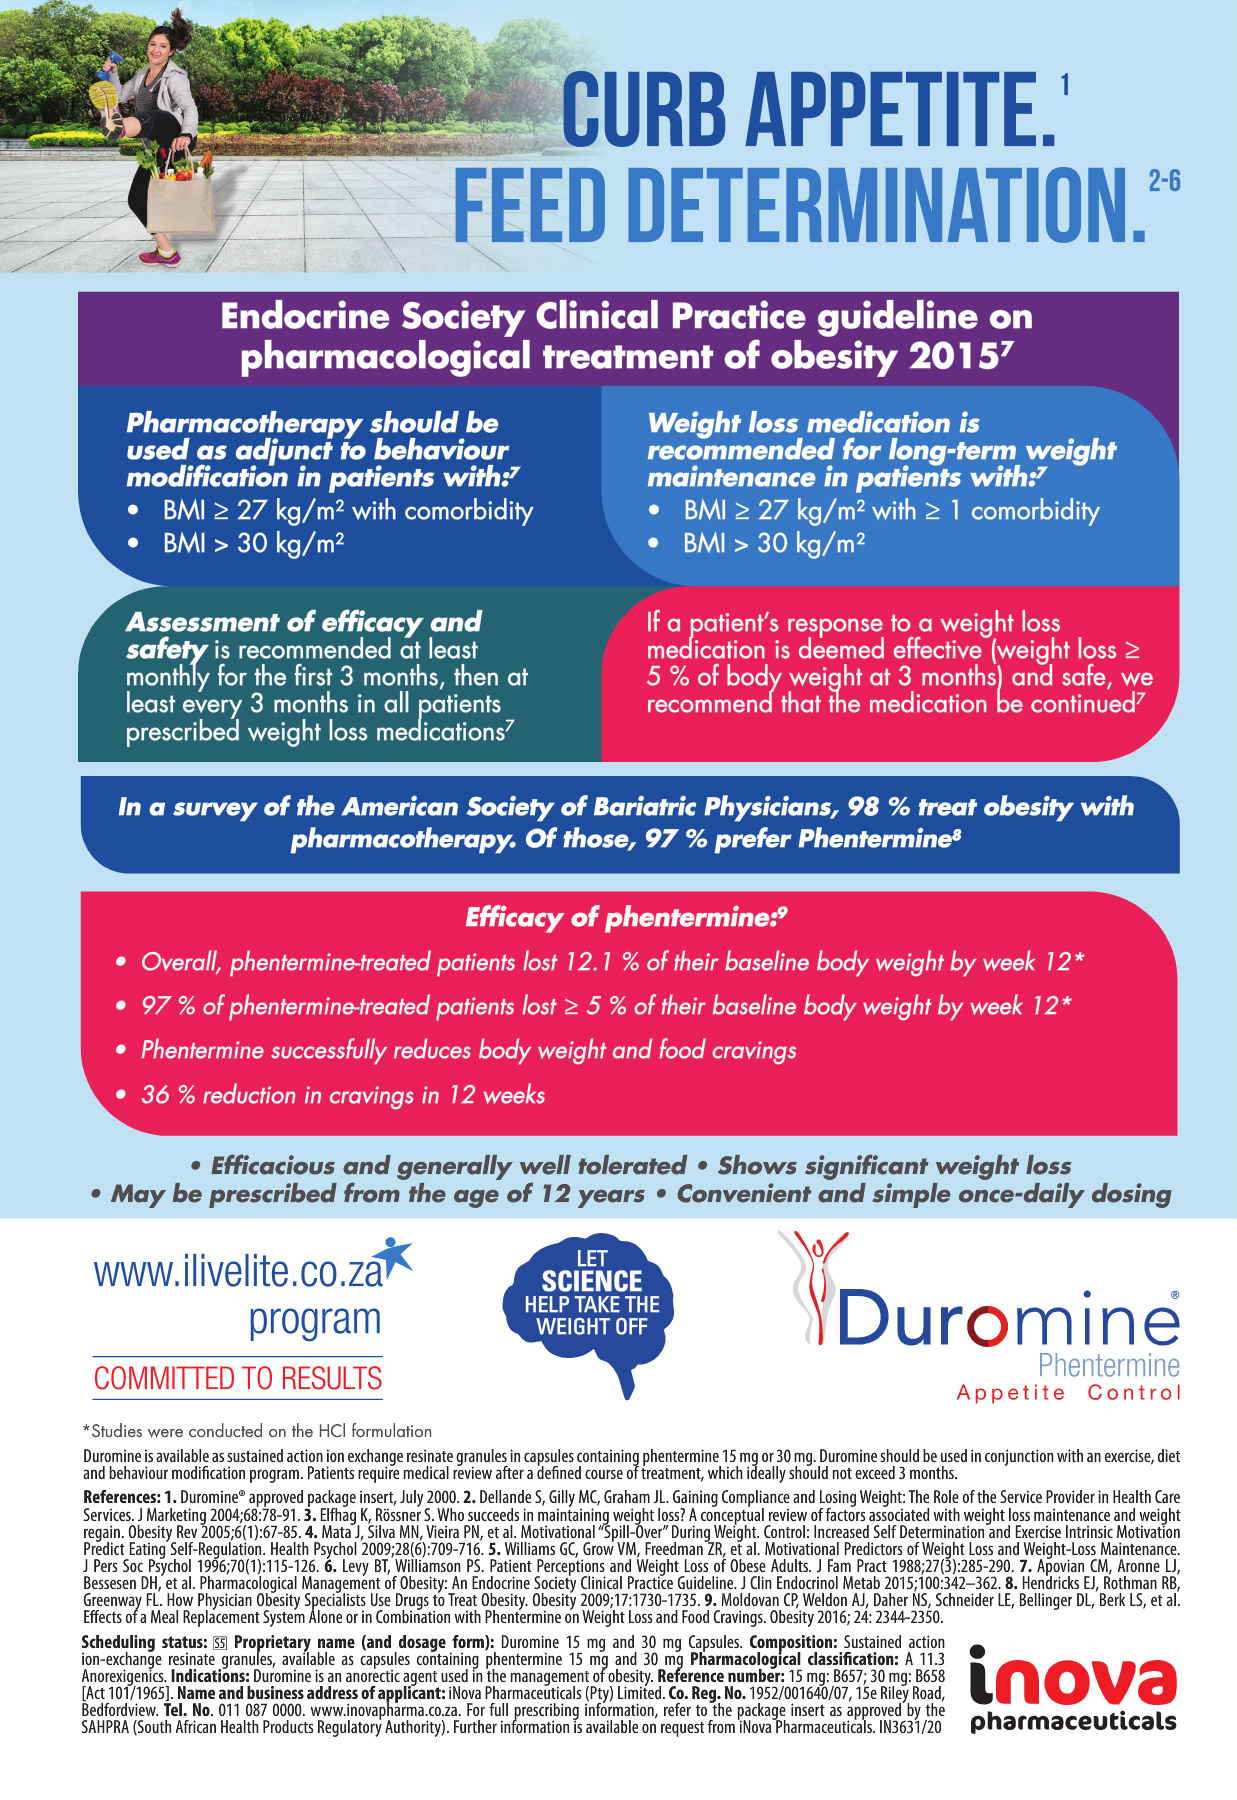 CURB APPETITE.¹
FEED DETERMINATION.²⁻⁶
Endocrine Society Clinical Practice guideline on
pharmacological treatment of obesity 2015⁷
Pharmacotherapy should be
used as adjunct to behaviour
modification in patients with:⁷
• BMI ≥ 27 kg/m² with comorbidity
• BMI > 30 kg/m²
Weight loss medication is
recommended for long-term weight
maintenance in patients with:⁷
• BMI ≥ 27 kg/m² with ≥ 1 comorbidity
• BMI > 30 kg/m²
Assessment of efficacy and
safety is recommended at least
monthly for the first 3 months, then at
least every 3 months in all patients
prescribed weight loss medications⁷
If a patient's response to a weight loss
medication is deemed effective (weight loss ≥
5 % of body weight at 3 months) and safe, we
recommend that the medication be continued⁷
In a survey of the American Society of Bariatric Physicians, 98 % treat obesity with
pharmacotherapy. Of those, 97 % prefer Phentermine⁸
Efficacy of phentermine:⁹
• Overall, phentermine-treated patients lost 12.1 % of their baseline body weight by week 12*
• 97 % of phentermine-treated patients lost ≥ 5 % of their baseline body weight by week 12*
• Phentermine successfully reduces body weight and food cravings
• 36 % reduction in cravings in 12 weeks
• Efficacious and generally well tolerated • Shows significant weight loss
• May be prescribed from the age of 12 years • Convenient and simple once-daily dosing
www.ilivelite.co.za
program
COMMITTED TO RESULTS
LET
SCIENCE
HELP TAKE THE
WEIGHT OFF
Duromine®
Phentermine
Appetite Control
*Studies were conducted on the HCl formulation
Duromine is available as sustained action ion exchange resinate granules in capsules containing phentermine 15 mg or 30 mg. Duromine should be used in conjunction with an exercise, diet
and behaviour modification program. Patients require medical review after a defined course of treatment, which ideally should not exceed 3 months.
References: 1. Duromine® approved package insert, July 2000. 2. Dellande S, Gilly MC, Graham JL. Gaining Compliance and Losing Weight: The Role of the Service Provider in Health Care
Services. J Marketing 2004;68:78-91. 3. Elfhag K, Rössner S. Who succeeds in maintaining weight loss? A conceptual review of factors associated with weight loss maintenance and weight
regain. Obesity Rev 2005;6(1):67-85. 4. Mata J, Silva MN, Vieira PN, et al. Motivational "Spill-Over" During Weight. Control: Increased Self Determination and Exercise Intrinsic Motivation
Predict Eating Self-Regulation. Health Psychol 2009;28(6):709-716. 5. Williams GC, Grow VM, Freedman ZR, et al. Motivational Predictors of Weight Loss and Weight-Loss Maintenance.
J Pers Soc Psychol 1996;70(1):115-126. 6. Levy BT, Williamson PS. Patient Perceptions and Weight Loss of Obese Adults. J Fam Pract 1988;27(3):285-290. 7. Apovian CM, Aronne LJ,
Bessesen DH, et al. Pharmacological Management of Obesity: An Endocrine Society Clinical Practice Guideline. J Clin Endocrinol Metab 2015;100:342–362. 8. Hendricks EJ, Rothman RB,
Greenway FL. How Physician Obesity Specialists Use Drugs to Treat Obesity. Obesity 2009;17:1730-1735. 9. Moldovan CP, Weldon AJ, Daher NS, Schneider LE, Bellinger DL, Berk LS, et al.
Effects of a Meal Replacement System Alone or in Combination with Phentermine on Weight Loss and Food Cravings. Obesity 2016; 24: 2344-2350.
Scheduling status: S5 Proprietary name (and dosage form): Duromine 15 mg and 30 mg Capsules. Composition: Sustained action
ion-exchange resinate granules, available as capsules containing phentermine 15 mg and 30 mg Pharmacological classification: A 11.3
Anorexigenics. Indications: Duromine is an anorectic agent used in the management of obesity. Reference number: 15 mg: B657; 30 mg: B658
[Act 101/1965]. Name and business address of applicant: iNova Pharmaceuticals (Pty) Limited. Co. Reg. No. 1952/001640/07, 15e Riley Road,
Bedfordview. Tel. No. 011 087 0000. www.inovapharma.co.za. For full prescribing information, refer to the package insert as approved by the
SAHPRA (South African Health Products Regulatory Authority). Further information is available on request from iNova Pharmaceuticals. IN3631/20
inova
pharmaceuticals